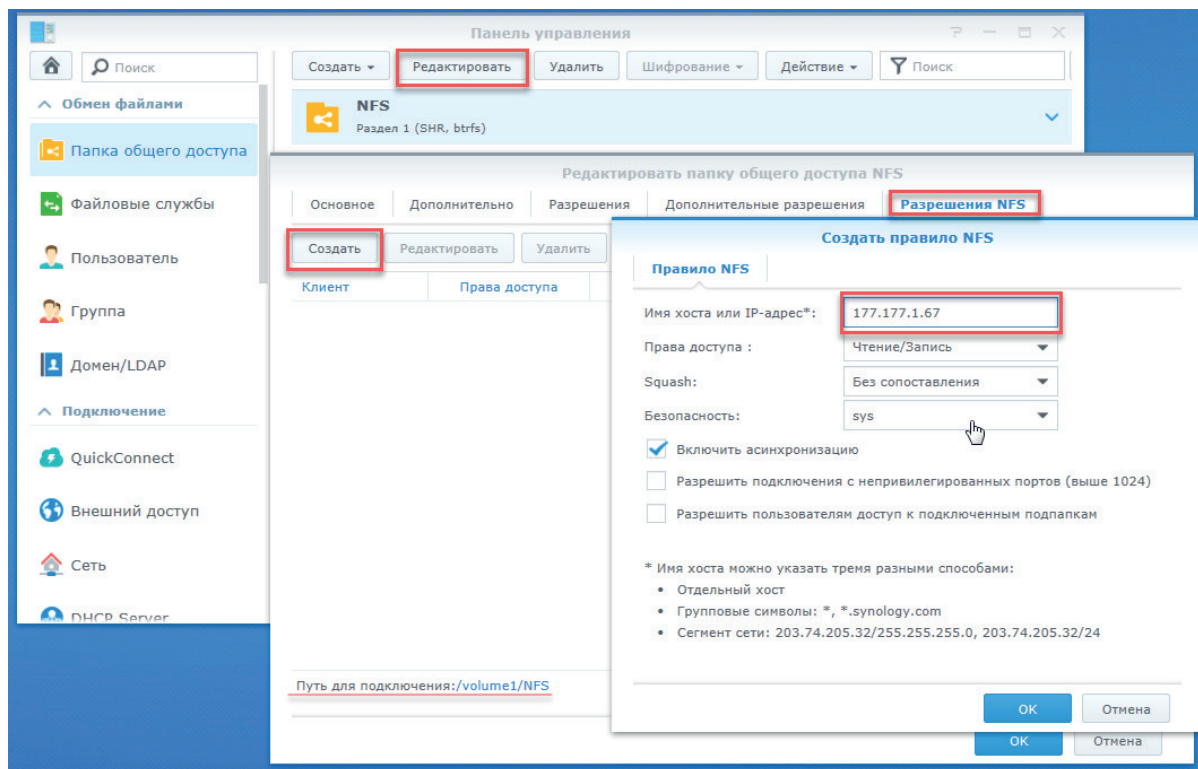 Панель управления
Поиск
Создать
Редактировать
Удалить
Шифрование
Действие
Поиск
Обмен файлами
NFS
Раздел 1 (SHR, btrfs)
Папка общего доступа
Файловые службы
Пользователь
Группа
Домен/LDAP
Подключение
QuickConnect
Внешний доступ
Сеть
DHCP Server
Редактировать папку общего доступа NFS
Основное
Дополнительно
Разрешения
Дополнительные разрешения
Разрешения NFS
Создать
Редактировать
Удалить
Клиент
Права доступа
Путь для подключения:/volume1/NFS
Создать правило NFS
Правило NFS
Имя хоста или IP-адрес*:
177.177.1.67
Права доступа :
Чтение/Запись
Squash:
Без сопоставления
Безопасность:
sys
Включить асинхронизацию
Разрешить подключения с непривилегированных портов (выше 1024)
Разрешить пользователям доступ к подключенным подпапкам
* Имя хоста можно указать тремя разными способами:
• Отдельный хост
• Групповые символы: *, *.synology.com
• Сегмент сети: 203.74.205.32/255.255.255.0, 203.74.205.32/24
OK
Отмена
OK
Отмена